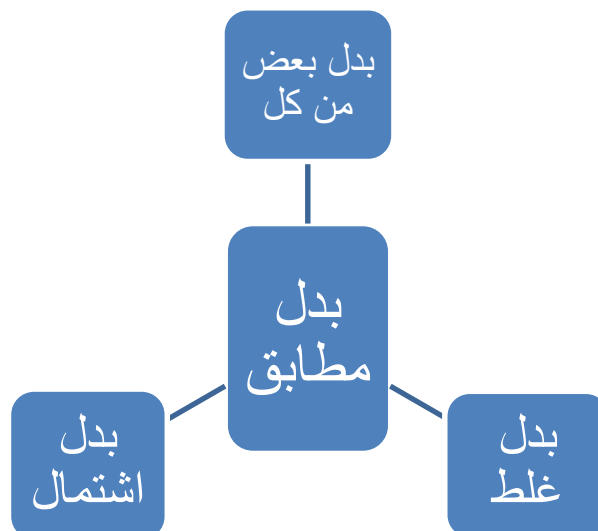 بدل بعض
من كل
بدل
مطابق
بدل
غلط
بدل
اشتمال